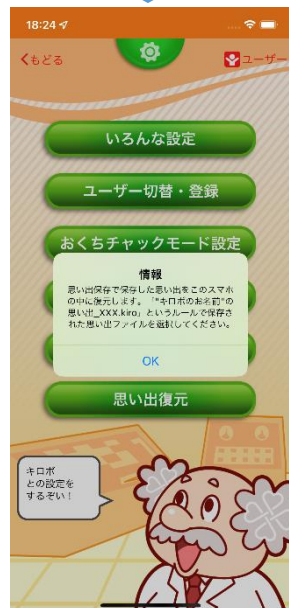 18:24
くもどる
ユーザー
いろんな設定
ユーザー切替・登録
おくちチャックモード設定
情報
思い出保存で保存した思い出をこのスマホ
の中に復元します。「"キロボのお名前"の
思い出_XXX.kiro」というルールで保存さ
れた思い出ファイルを選択してください。
OK
思い出復元
キロボ
との設定を
するぞい！